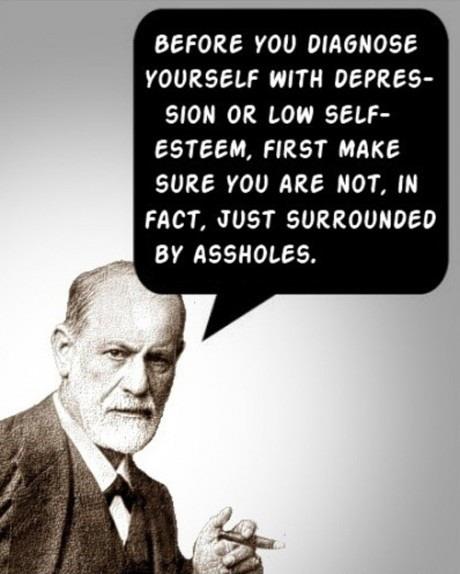 BEFORE YOU DIAGNOSE
YOURSELF WITH DEPRES-
SION OR LOW SELF-
ESTEEM, FIRST MAKE
SURE YOU ARE NOT, IN
FACT, JUST SURROUNDED
BY ASSHOLES.